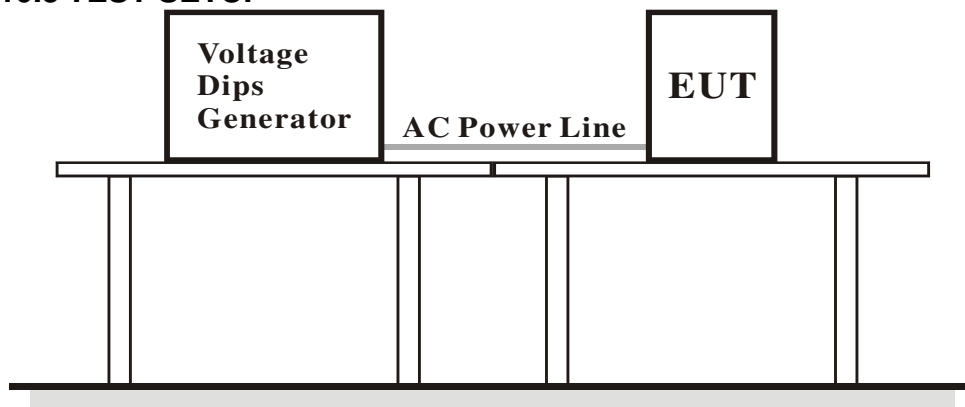 Voltage
Dips
Generator
EUT
AC Power Line